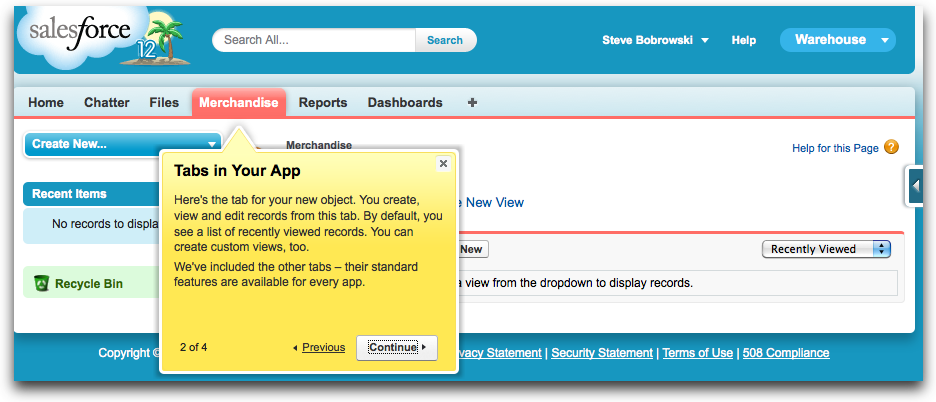 salesforce
12
Search All...
Search
Steve Bobrowski
Help
Warehouse
Home
Chatter
Files
Merchandise
Reports
Dashboards
+
Create New...
Merchandise
Help for this Page ?
Tabs in Your App
Here's the tab for your new object. You create,
view and edit records from this tab. By default, you
see a list of recently viewed records. You can
create custom views, too.
We've included the other tabs – their standard
features are available for every app.
2 of 4
Previous
Continue
Recent Items
No records to displa
New View
New
Recently Viewed
a view from the dropdown to display records.
Recycle Bin
Copyright
vacy Statement | Security Statement | Terms of Use | 508 Compliance